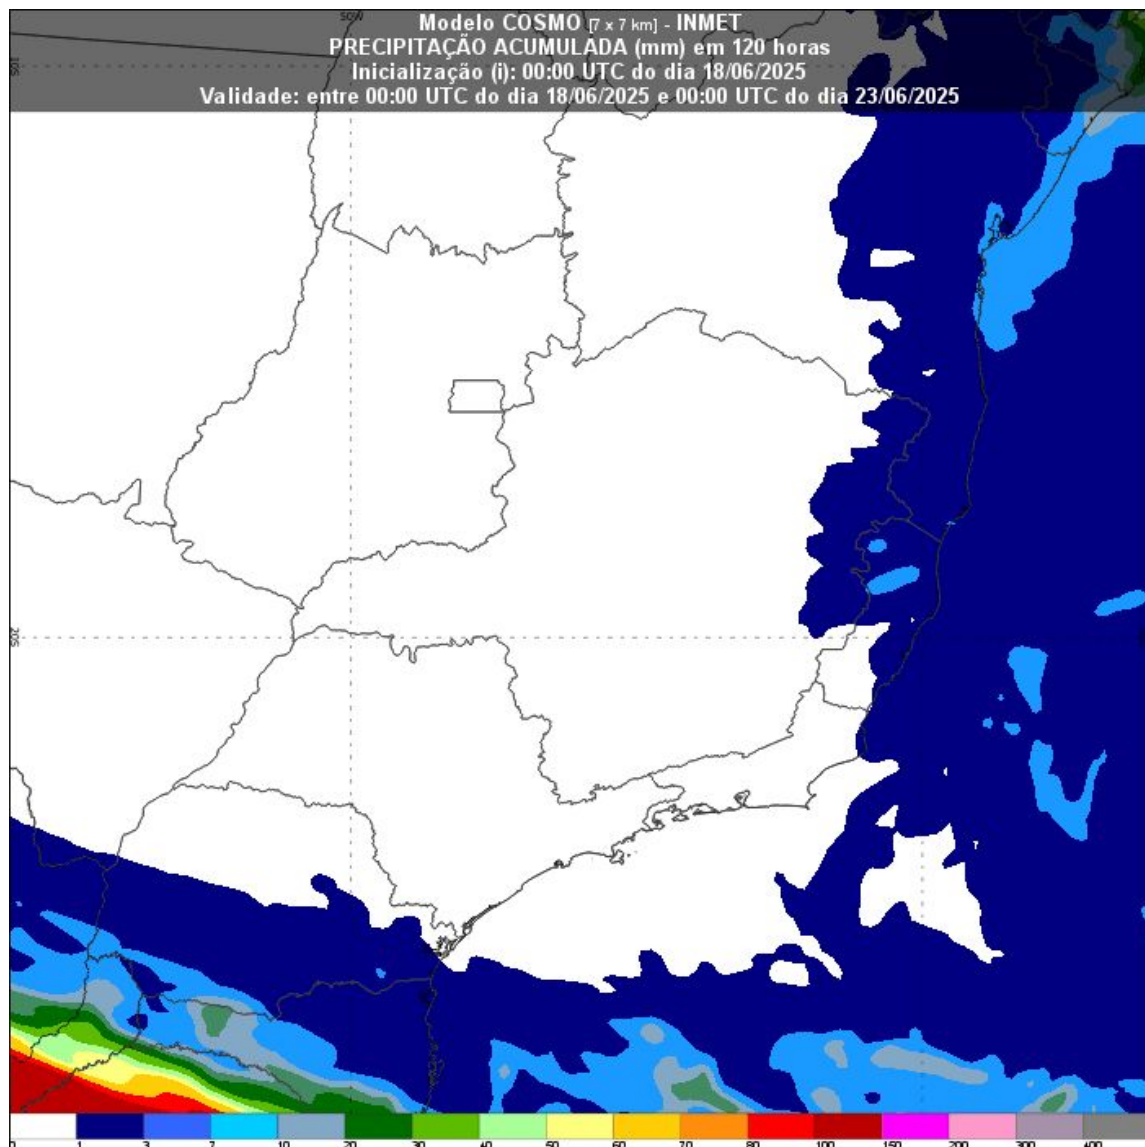 Modelo COSMO [7 x 7 km] - INMET
PRECIPITAÇÃO ACUMULADA (mm) em 120 horas
Inicialização (i): 00:00 UTC do dia 18/06/2025
Validade: entre 00:00 UTC do dia 18/06/2025 e 00:00 UTC do dia 23/06/2025
50W
10S
20S
0 1 3 7 10 20 30 40 50 60 70 80 100 150 200 300 400